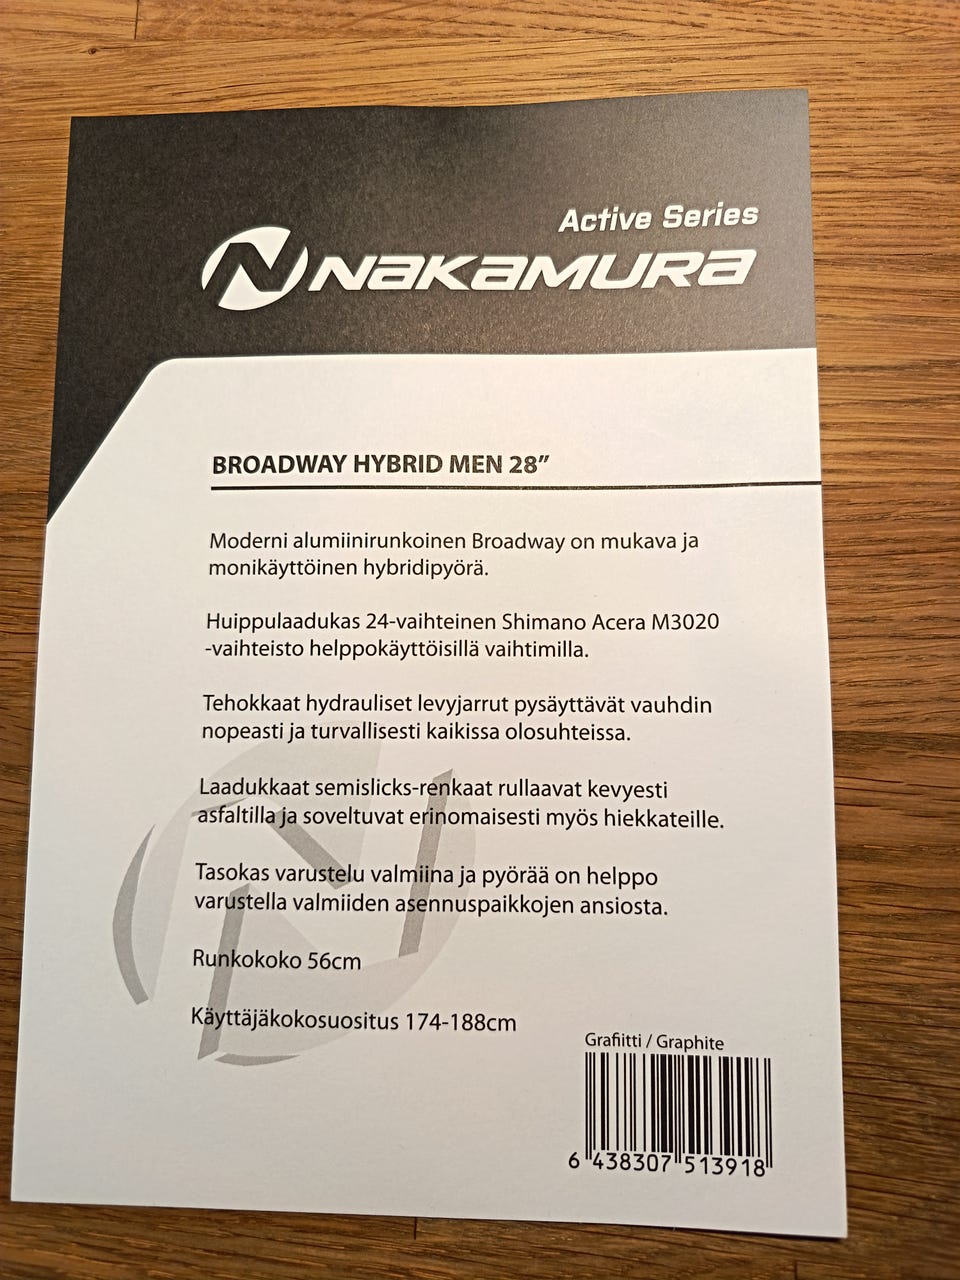 Active Series
NAKAMURA
BROADWAY HYBRID MEN 28”
Moderni alumiinirunkoinen Broadway on mukava ja
monikäyttöinen hybridipyörä.
Huippulaadukas 24-vaihteinen Shimano Acera M3020
-vaihteisto helppokäyttöisillä vaihtimilla.
Tehokkaat hydrauliset levyjarrut pysäyttävät vauhdin
nopeasti ja turvallisesti kaikissa olosuhteissa.
Laadukkaat semislicks-renkaat rullaavat kevyesti
asfaltilla ja soveltuvat erinomaisesti myös hiekkateille.
Tasokas varustelu valmiina ja pyörää on helppo
varustella valmiiden asennuspaikkojen ansiosta.
Runkokoko 56cm
Käyttäjäkokosuositus 174-188cm
Grafiitti / Graphite
6 438307 513918